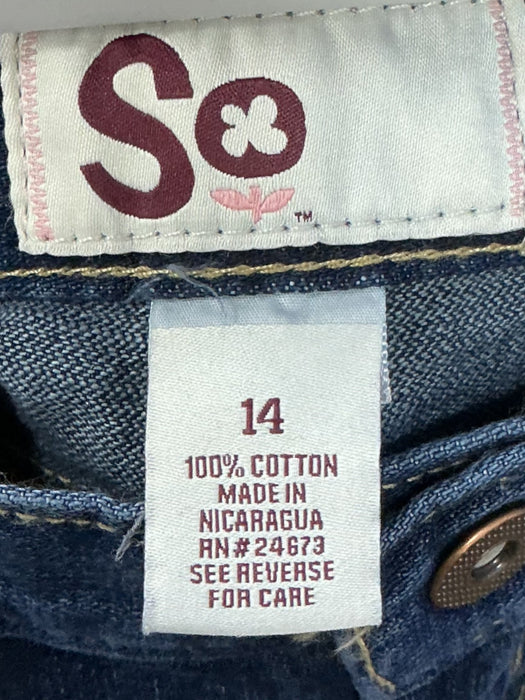 So
TM
14
100% COTTON
MADE IN
NICARAGUA
RN#24673
SEE REVERSE
FOR CARE